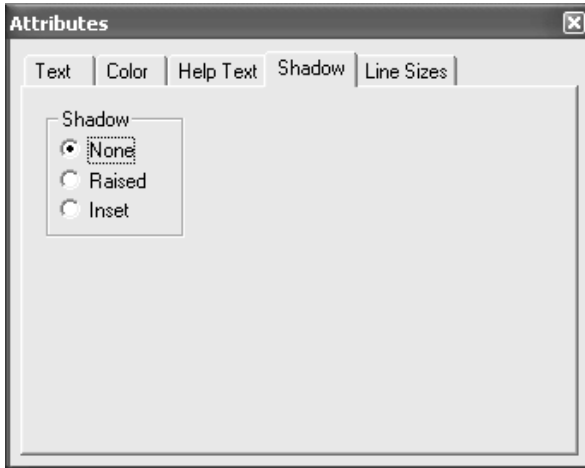 Attributes
Text Color Help Text Shadow Line Sizes
Shadow
None
Raised
Inset